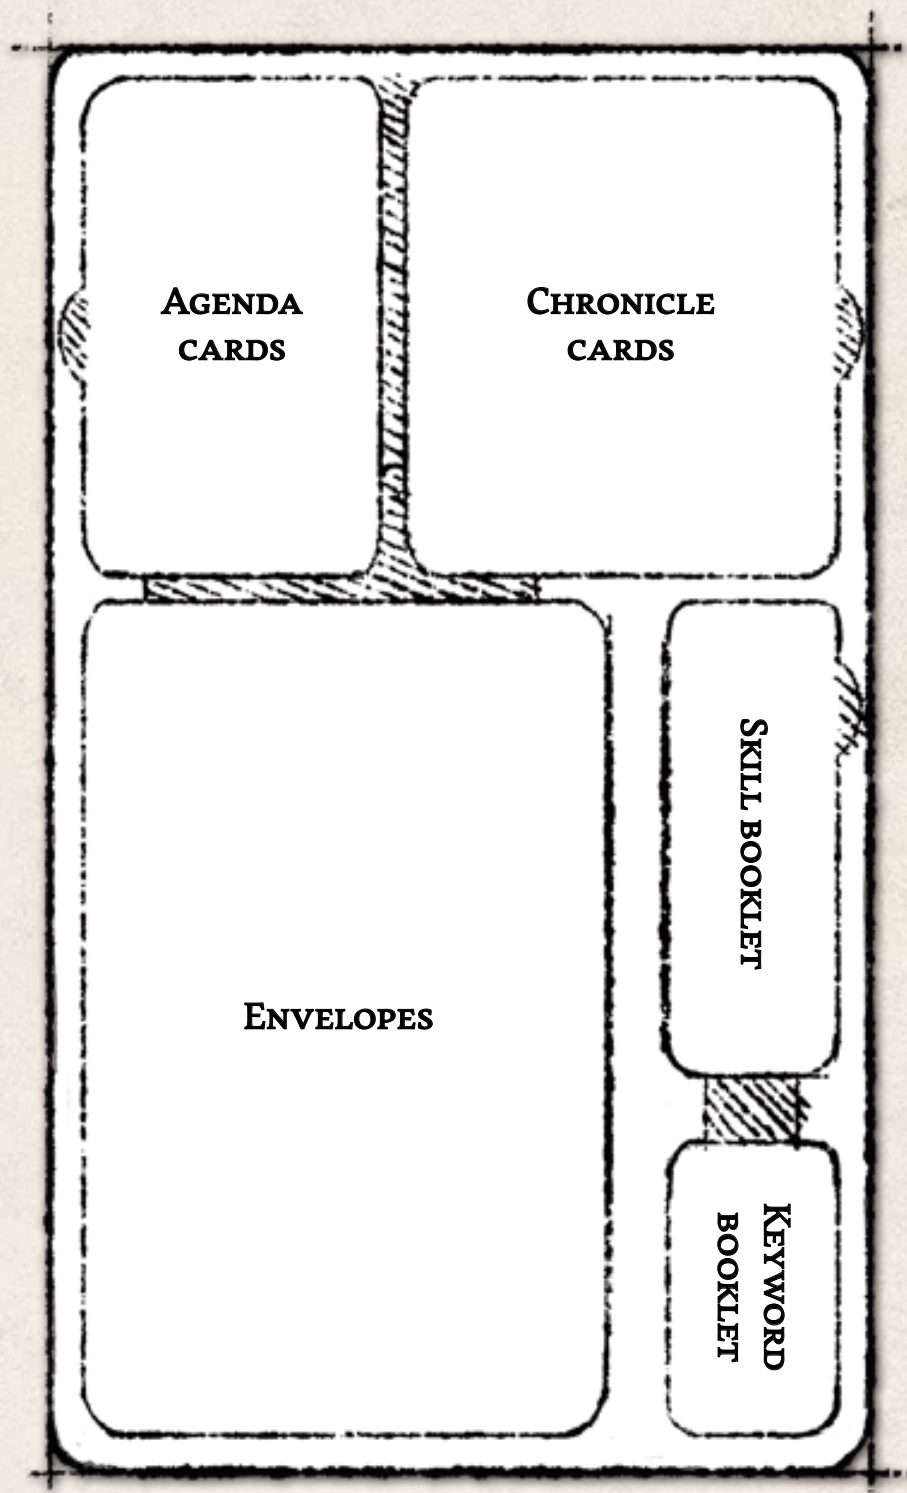 Agenda
cards
Chronicle
cards
Skill booklet
Envelopes
Keyword
booklet